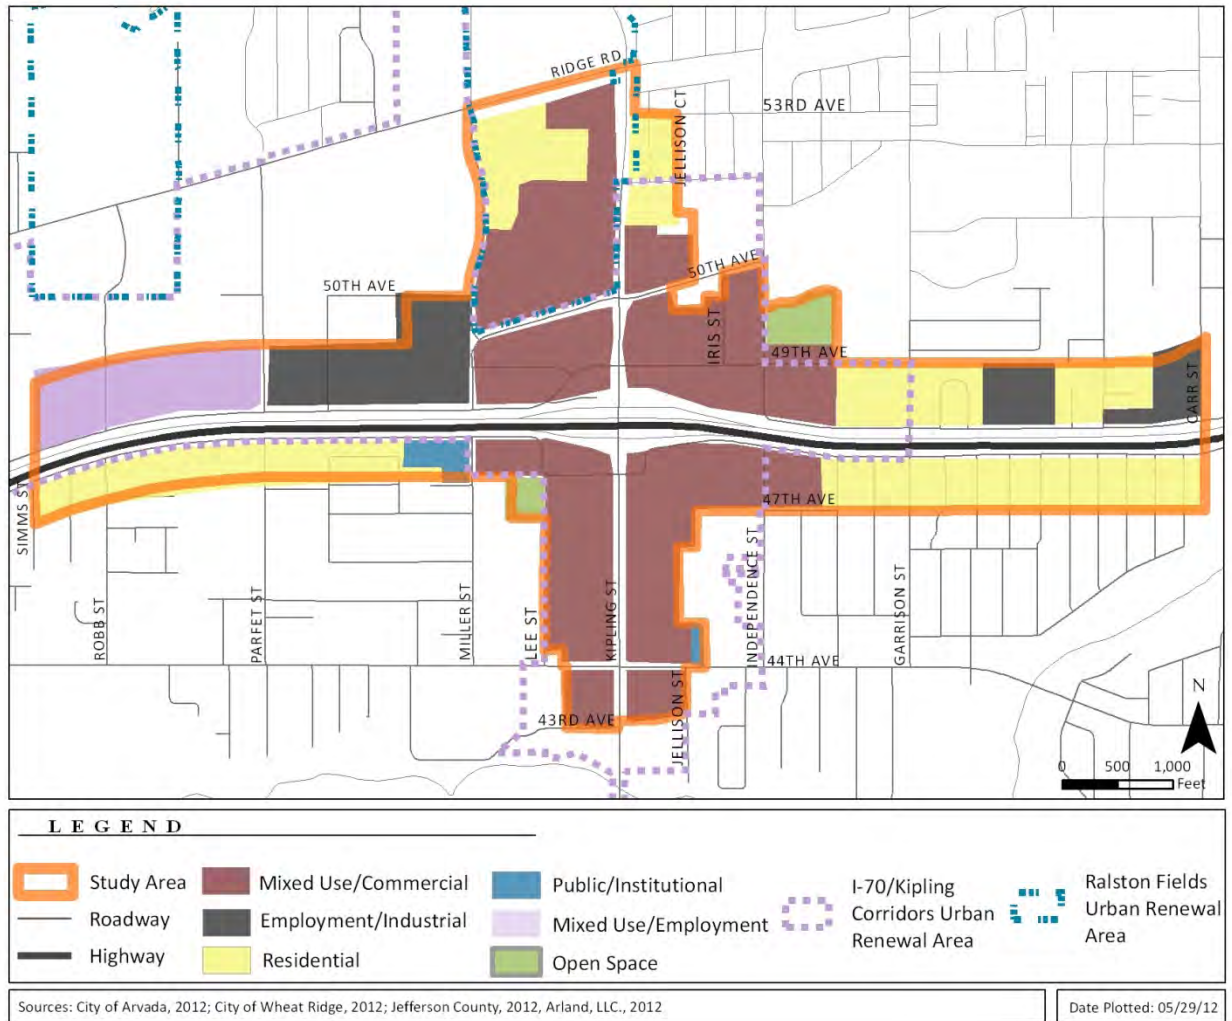 RIDGE RD
JELLISON CT
53RD AVE
50TH AVE
50TH AVE
IRIS ST
49TH AVE
CARR ST
SIMMS ST
47TH AVE
ROBB ST
PARFET ST
MILLER ST
LEE ST
KIPLING ST
INDEPENDENCE ST
GARRISON ST
44TH AVE
43RD AVE
JELLISON ST
N
0 500 1,000
Feet
LEGEND
Study Area
Roadway
Highway
Mixed Use/Commercial
Employment/Industrial
Residential
Public/Institutional
Mixed Use/Employment
Open Space
I-70/Kipling
Corridors Urban
Renewal Area
Ralston Fields
Urban Renewal
Area
Sources: City of Arvada, 2012; City of Wheat Ridge, 2012; Jefferson County, 2012, Arland, LLC., 2012
Date Plotted: 05/29/12